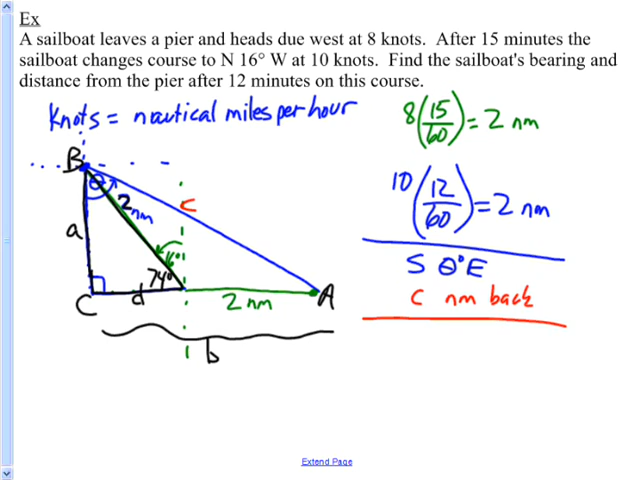 Ex
A sailboat leaves a pier and heads due west at 8 knots. After 15 minutes the
sailboat changes course to N 16° W at 10 knots. Find the sailboat's bearing and
distance from the pier after 12 minutes on this course.
Knots = nautical miles per hour
8(15/60) = 2 nm
10(12/60) = 2 nm
S θ°E
c nm back
B
θ
2 nm
c
a
16°
74°
C
d
2 nm
A
b
Extend Page